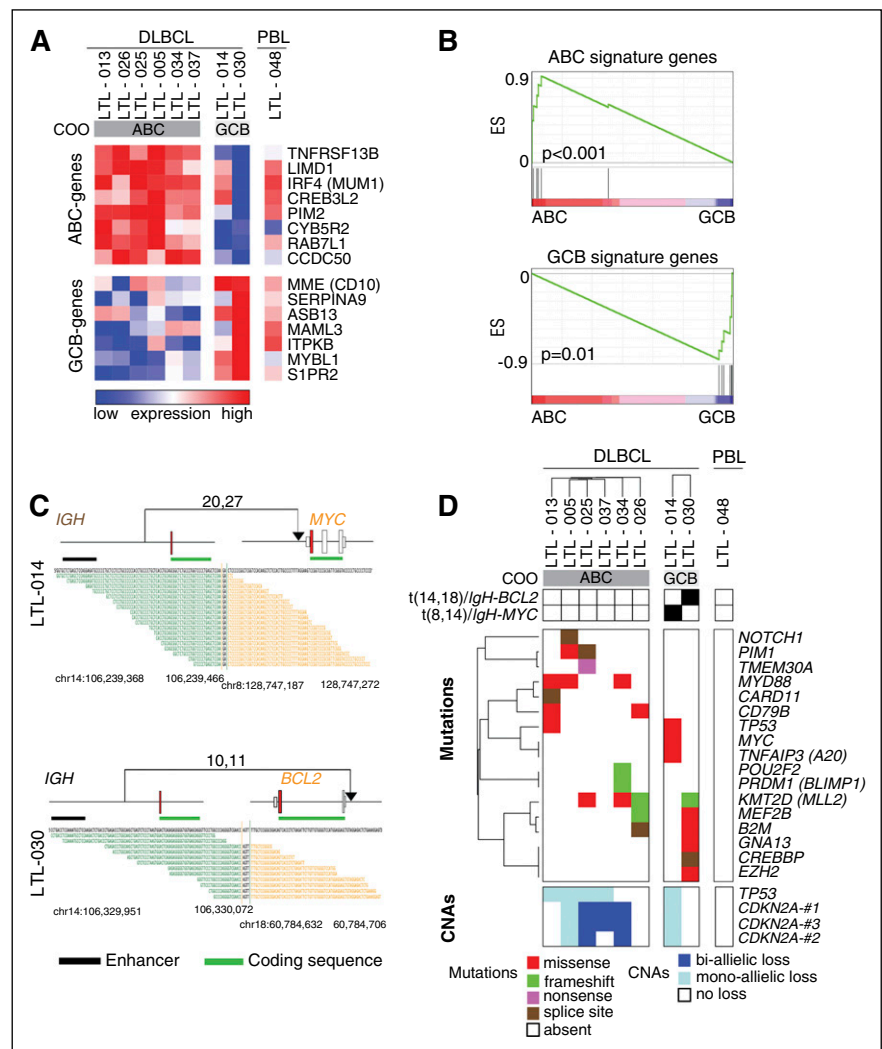 A
DLBCL
PBL
LTL - 013
LTL - 026
LTL - 025
LTL - 005
LTL - 034
LTL - 037
LTL - 014
LTL - 030
LTL - 048
COO
ABC
GCB
ABC-genes
TNFRSF13B
LIMD1
IRF4 (MUM1)
CREB3L2
PIM2
CYB5R2
RAB7L1
CCDC50
GCB-genes
MME (CD10)
SERPINA9
ASB13
MAML3
ITPKB
MYBL1
S1PR2
low expression high
B
ABC signature genes
0.9
ES
p<0.001
0
ABC
GCB
GCB signature genes
0
ES
p=0.01
-0.9
ABC
GCB
C
20,27
IGH
MYC
LTL-014
chr14:106,239,368
106,239,466
chr8:128,747,187
128,747,272
10,11
IGH
BCL2
LTL-030
chr14:106,329,951
106,330,072
chr18:60,784,632
60,784,706
Enhancer
Coding sequence
D
DLBCL
PBL
LTL - 013
LTL - 005
LTL - 025
LTL - 037
LTL - 034
LTL - 026
LTL - 014
LTL - 030
LTL - 048
COO
ABC
GCB
t(14,18)/IgH-BCL2
t(8,14)/IgH-MYC
Mutations
NOTCH1
PIM1
TMEM30A
MYD88
CARD11
CD79B
TP53
MYC
TNFAIP3 (A20)
POU2F2
PRDM1 (BLIMP1)
KMT2D (MLL2)
MEF2B
B2M
GNA13
CREBBP
EZH2
CNAs
TP53
CDKN2A-#1
CDKN2A-#3
CDKN2A-#2
Mutations
missense
frameshift
nonsense
splice site
absent
CNAs
bi-allelic loss
mono-allelic loss
no loss